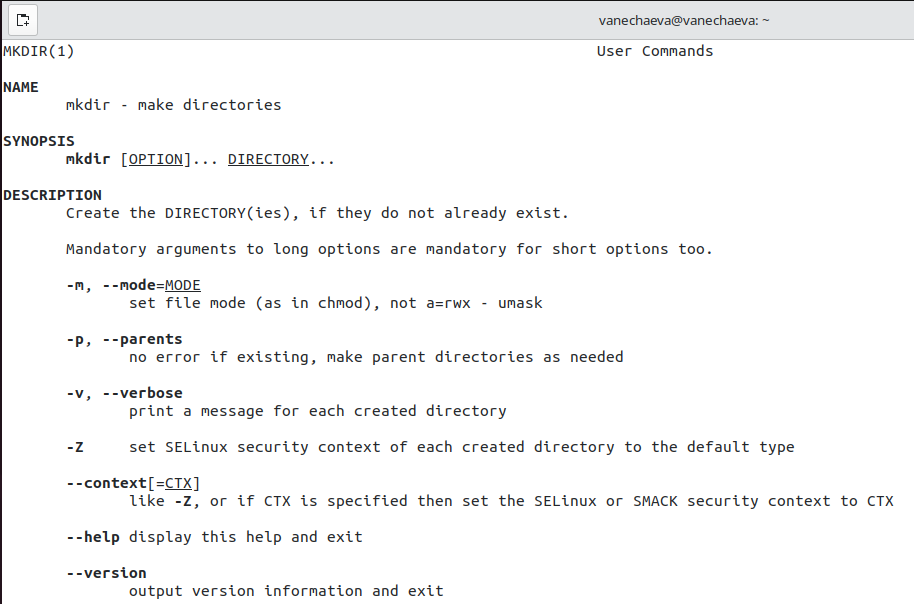 vanechaeva@vanechaeva: ~
MKDIR(1) User Commands
NAME
mkdir - make directories
SYNOPSIS
mkdir [OPTION]... DIRECTORY...
DESCRIPTION
Create the DIRECTORY(ies), if they do not already exist.
Mandatory arguments to long options are mandatory for short options too.
-m, --mode=MODE
set file mode (as in chmod), not a=rwx - umask
-p, --parents
no error if existing, make parent directories as needed
-v, --verbose
print a message for each created directory
-Z set SELinux security context of each created directory to the default type
--context[=CTX]
like -Z, or if CTX is specified then set the SELinux or SMACK security context to CTX
--help display this help and exit
--version
output version information and exit